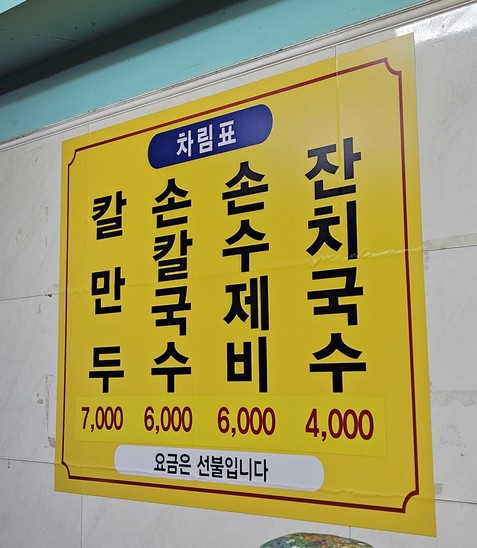 차림표
칼만두
손칼국수
손수제비
잔치국수
7,000 6,000 6,000 4,000
요금은 선불입니다